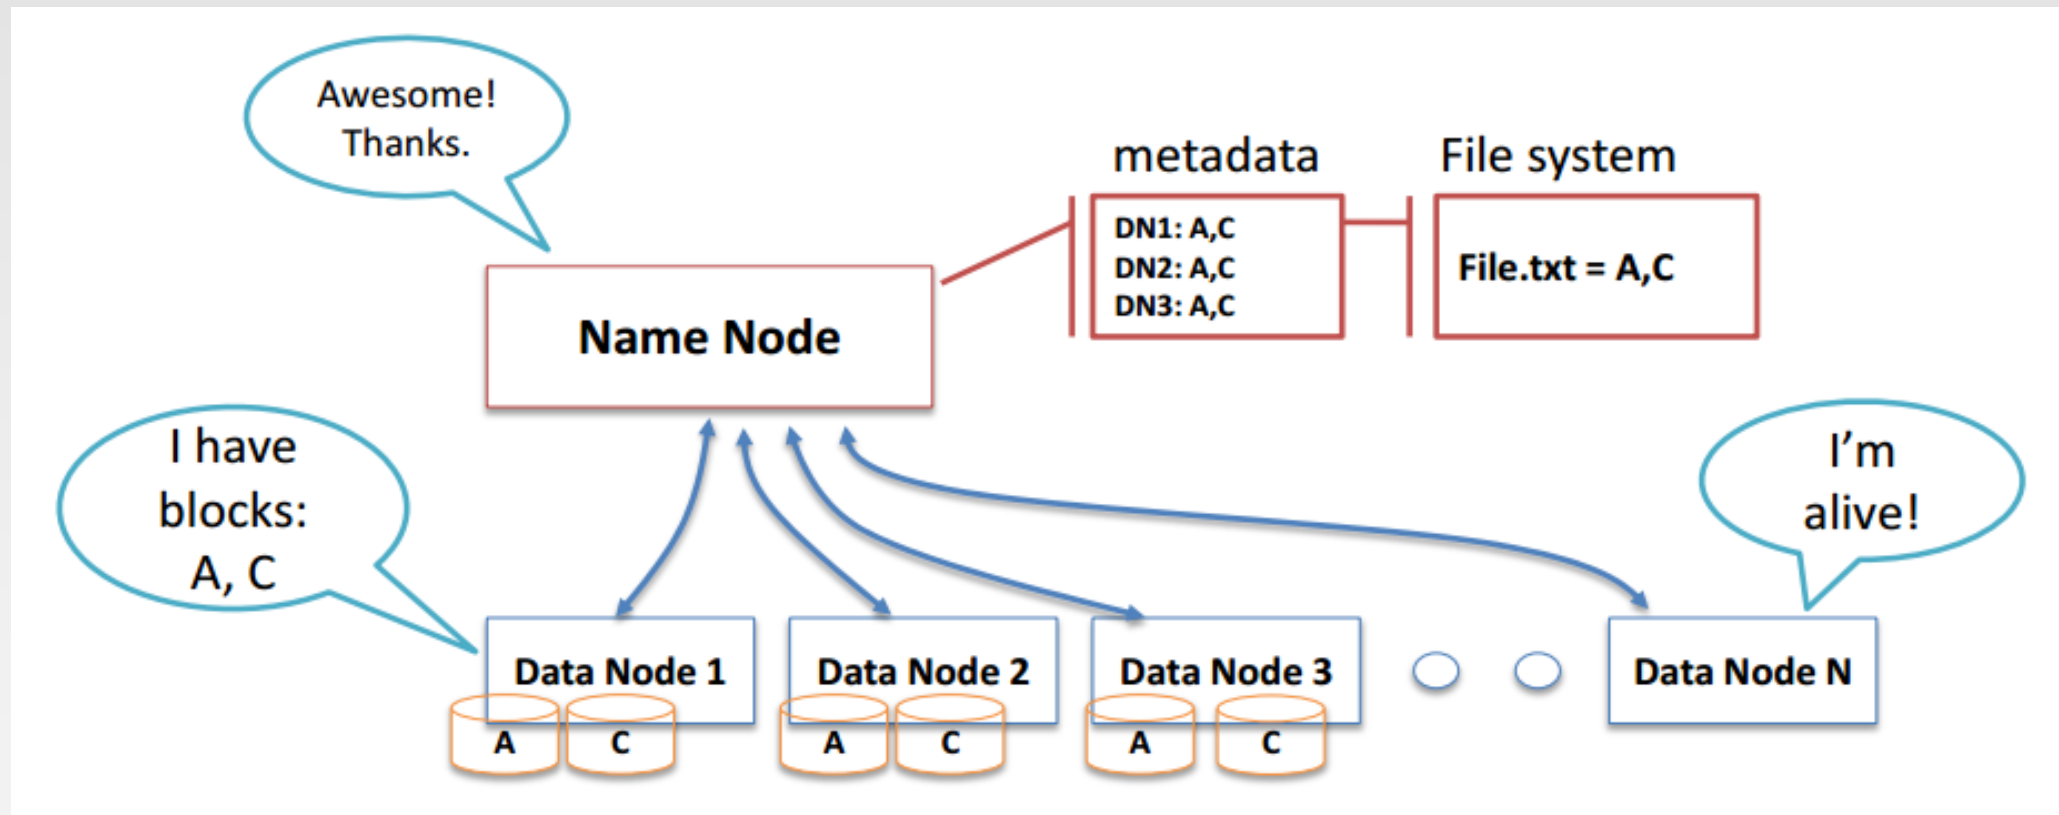 Awesome!
Thanks.
metadata
File system
DN1: A,C
DN2: A,C
DN3: A,C
File.txt = A,C
Name Node
I have
blocks:
A, C
I'm
alive!
Data Node 1
Data Node 2
Data Node 3
Data Node N
A
C
A
C
A
C